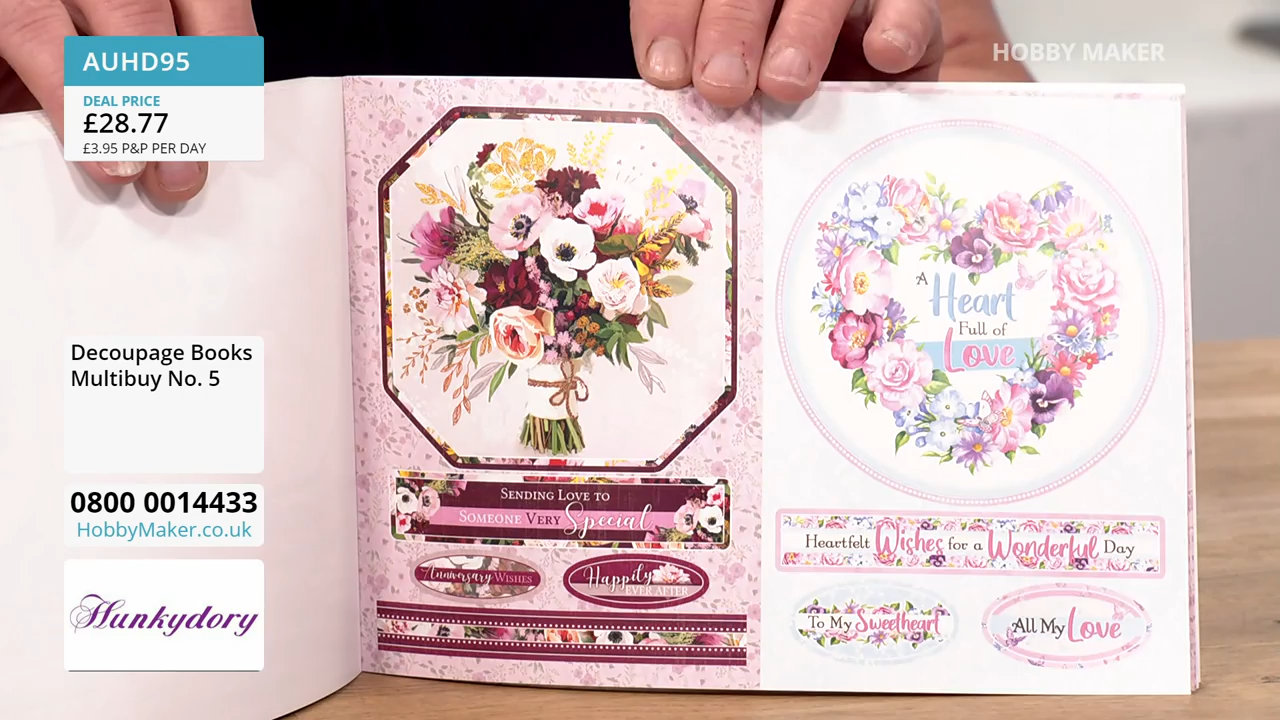 AUHD95
DEAL PRICE
£28.77
£3.95 P&P PER DAY
Decoupage Books
Multibuy No. 5
0800 0014433
HobbyMaker.co.uk
Hunkydory
HOBBY MAKER
SENDING LOVE TO
SOMEONE VERY Special
Anniversary WISHES
Happily
EVER AFTER
A
Heart
Full of
Love
Heartfelt Wishes for a Wonderful Day
To My Sweetheart
All My Love